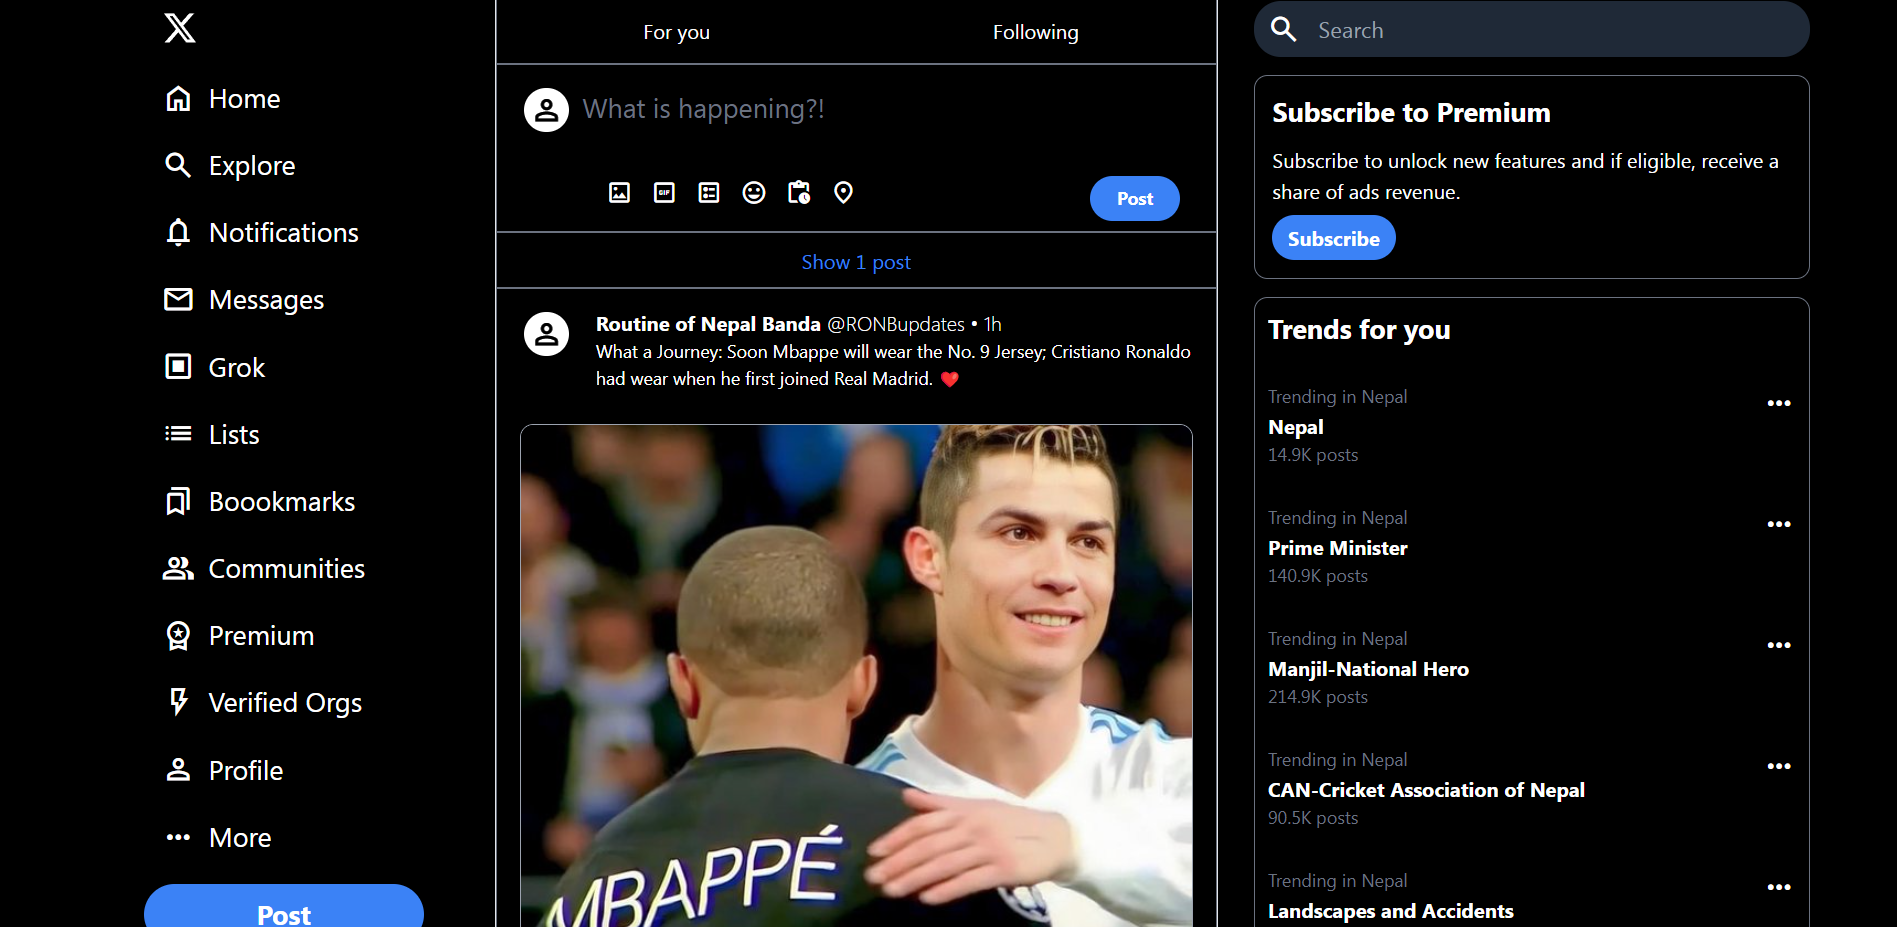 Home
Explore
Notifications
Messages
Grok
Lists
Boookmarks
Communities
Premium
Verified Orgs
Profile
More
Post
For you
Following
What is happening?!
GIF
Post
Show 1 post
Routine of Nepal Banda @RONBupdates • 1h
What a Journey: Soon Mbappe will wear the No. 9 Jersey; Cristiano Ronaldo
had wear when he first joined Real Madrid. ❤️
MBAPPÉ
Search
Subscribe to Premium
Subscribe to unlock new features and if eligible, receive a
share of ads revenue.
Subscribe
Trends for you
Trending in Nepal
Nepal
14.9K posts
Trending in Nepal
Prime Minister
140.9K posts
Trending in Nepal
Manjil-National Hero
214.9K posts
Trending in Nepal
CAN-Cricket Association of Nepal
90.5K posts
Trending in Nepal
Landscapes and Accidents